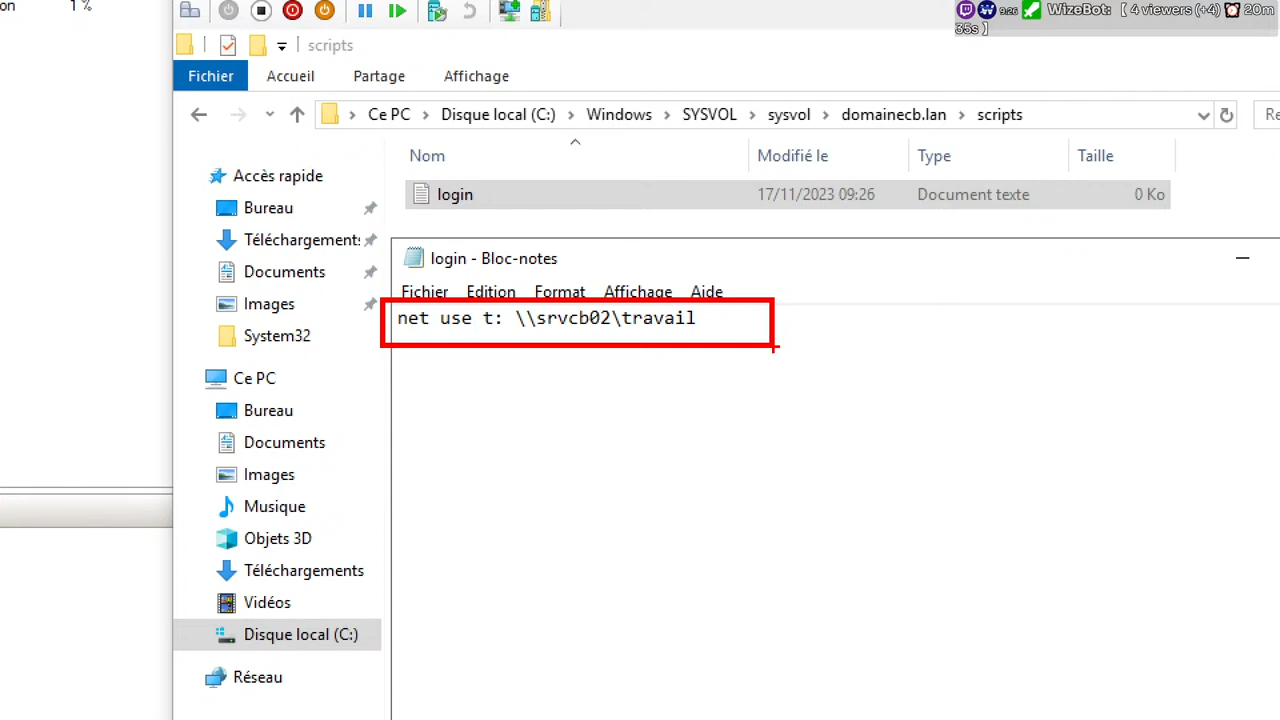 on 1 %
9:26 WizeBot: [ 4 viewers (+4) 20m
35s ]
scripts
Fichier Accueil Partage Affichage
Ce PC > Disque local (C:) > Windows > SYSVOL > sysvol > domainecb.lan > scripts Re
Nom Modifié le Type Taille
login 17/11/2023 09:26 Document texte 0 Ko
Accès rapide
Bureau
Téléchargements
Documents
Images
System32
Ce PC
Bureau
Documents
Images
Musique
Objets 3D
Téléchargements
Vidéos
Disque local (C:)
Réseau
login - Bloc-notes
Fichier Edition Format Affichage Aide
net use t: \\srvcb02\travail